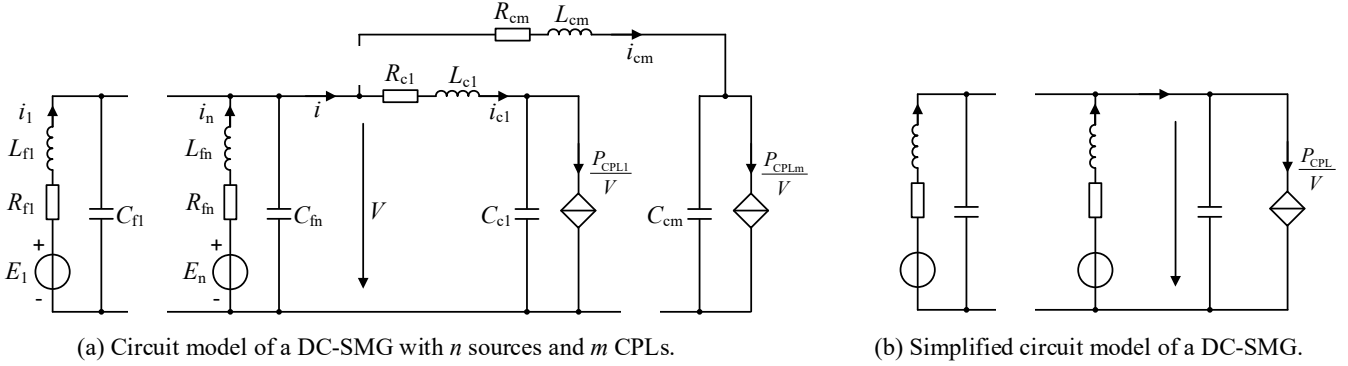 R_cm L_cm
i_cm
R_c1 L_c1
i_1 i_n i i_c1
L_f1 L_fn
P_CPL1/V P_CPLm/V P_CPL/V
R_f1 C_f1 R_fn C_fn V C_c1 C_cm
+ +
E_1 E_n
- -
(a) Circuit model of a DC-SMG with n sources and m CPLs.
(b) Simplified circuit model of a DC-SMG.